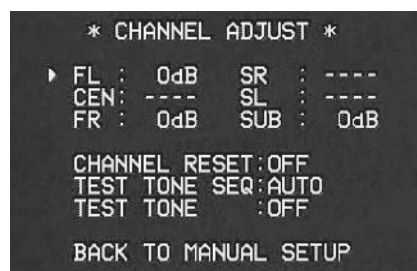 * CHANNEL ADJUST *
FL : 0dB SR : ----
CEN: ---- SL : ----
FR : 0dB SUB : 0dB
CHANNEL RESET:OFF
TEST TONE SEQ:AUTO
TEST TONE :OFF
BACK TO MANUAL SETUP